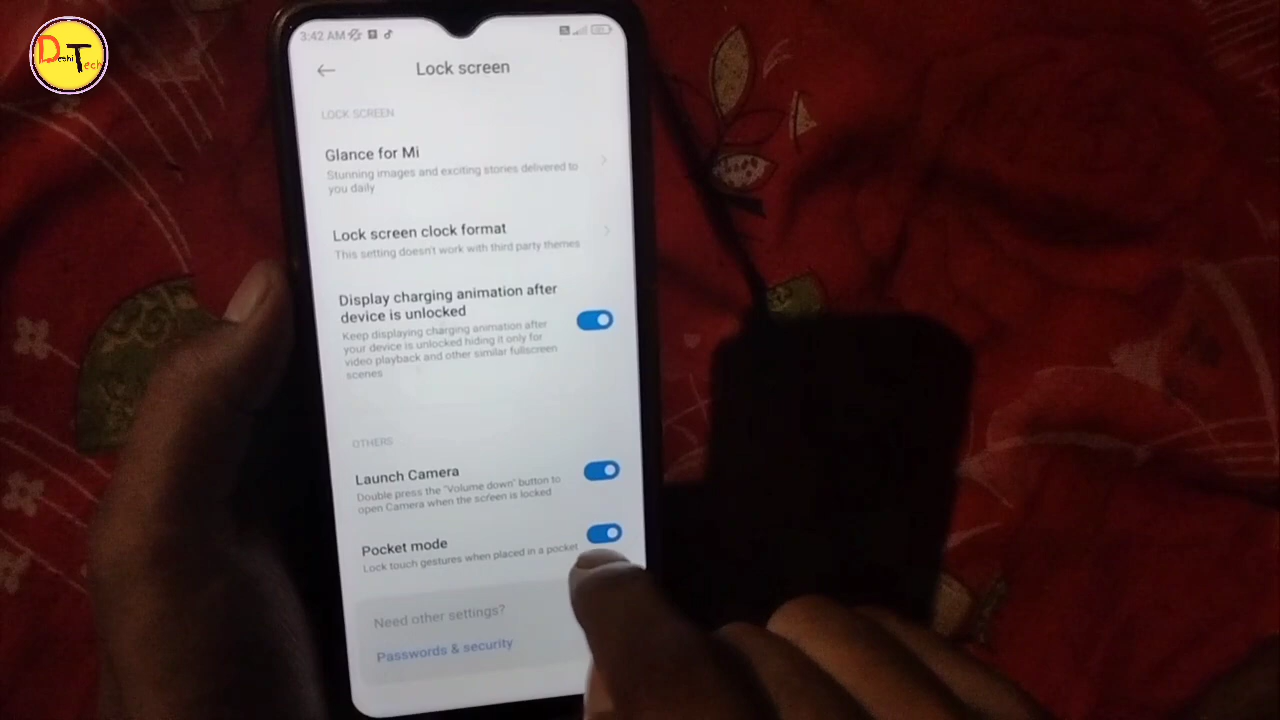 Deshi
Tech
3:42 AM
Lock screen
LOCK SCREEN
Glance for Mi
Stunning images and exciting stories delivered to
you daily
Lock screen clock format
This setting doesn't work with third party themes
Display charging animation after
device is unlocked
Keep displaying charging animation after
your device is unlocked hiding it only for
video playback and other similar fullscreen
scenes
OTHERS
Launch Camera
Double press the "Volume down" button to
open Camera when the screen is locked
Pocket mode
Lock touch gestures when placed in a pocket
Need other settings?
Passwords & security